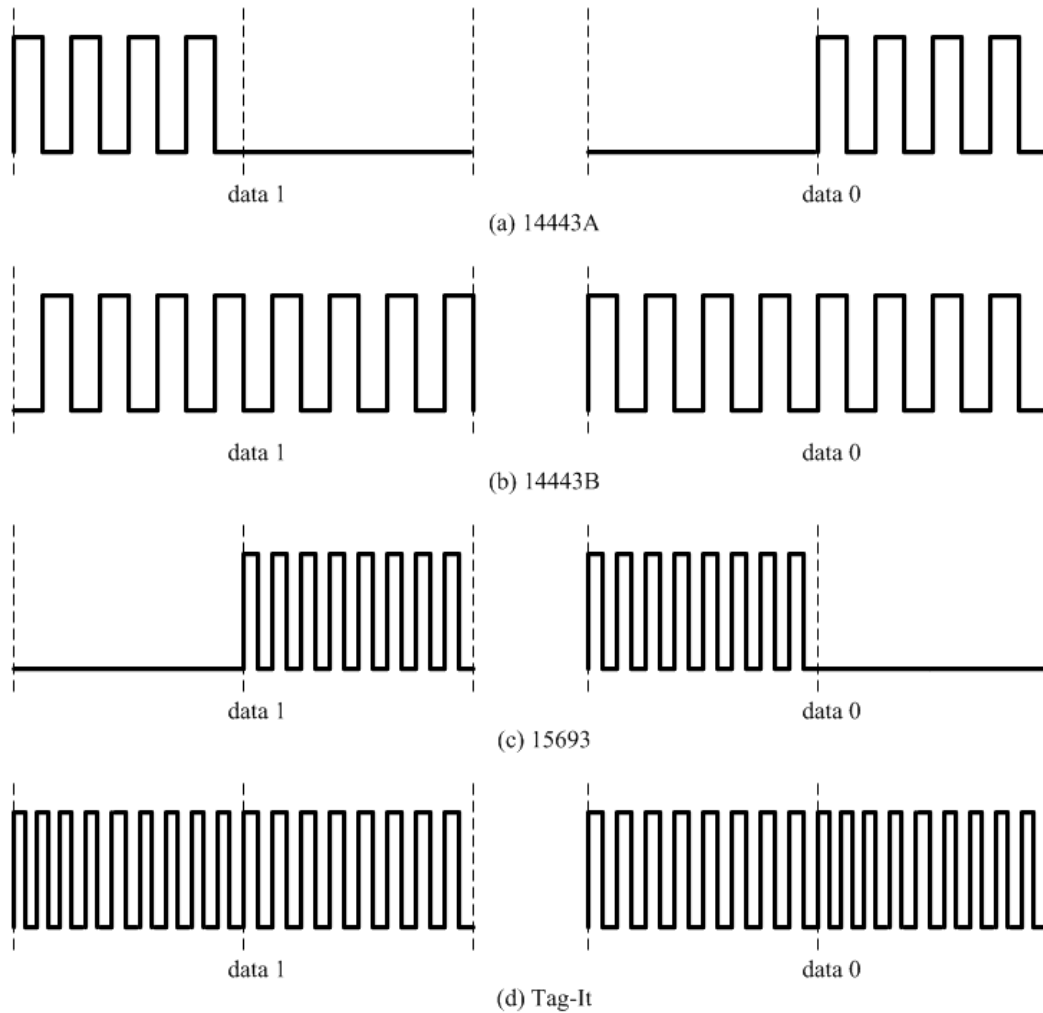 data 1 data 0
(a) 14443A
data 1 data 0
(b) 14443B
data 1 data 0
(c) 15693
data 1 data 0
(d) Tag-It